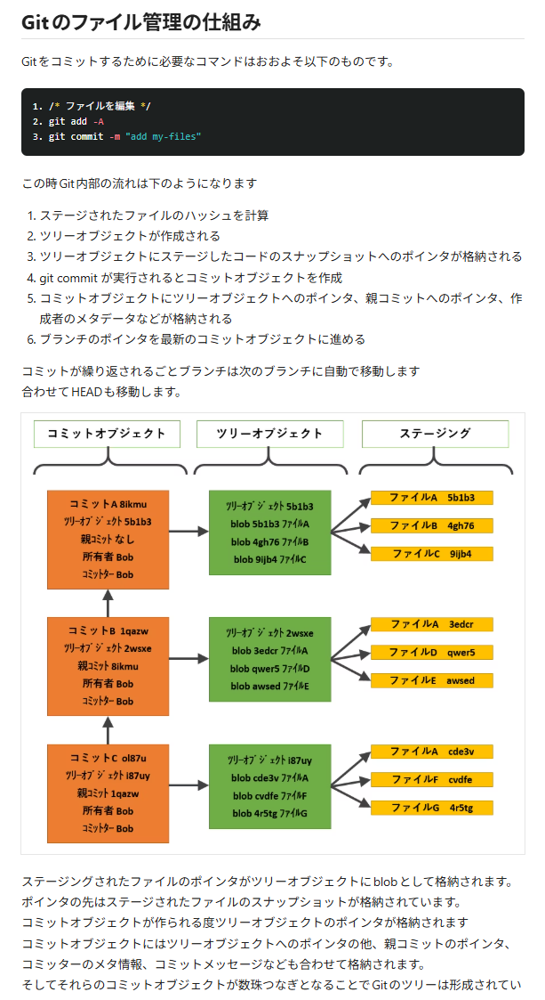 Gitのファイル管理の仕組み
Gitをコミットするために必要なコマンドはおおよそ以下のものです。
1. /* ファイルを編集 */
2. git add -A
3. git commit -m "add my-files"
この時Git内部の流れは下のようになります
1. ステージされたファイルのハッシュを計算
2. ツリーオブジェクトが作成される
3. ツリーオブジェクトにステージしたコードのスナップショットへのポインタが格納される
4. git commit が実行されるとコミットオブジェクトを作成
5. コミットオブジェクトにツリーオブジェクトへのポインタ、親コミットへのポインタ、作
成者のメタデータなどが格納される
6. ブランチのポインタを最新のコミットオブジェクトに進める
コミットが繰り返されるごとブランチは次のブランチに自動で移動します
合わせてHEADも移動します。
コミットオブジェクト
ツリーオブジェクト
ステージング
コミットA 8ikmu
ツリーオブジェクト 5b1b3
親コミット なし
所有者 Bob
コミッター Bob
ツリーオブジェクト 5b1b3
blob 5b1b3 ファイルA
blob 4gh76 ファイルB
blob 9ijb4 ファイルC
ファイルA 5b1b3
ファイルB 4gh76
ファイルC 9ijb4
コミットB 1qazw
ツリーオブジェクト 2wsxe
親コミット 8ikmu
所有者 Bob
コミッター Bob
ツリーオブジェクト 2wsxe
blob 3edcr ファイルA
blob qwer5 ファイルD
blob awsed ファイルE
ファイルA 3edcr
ファイルD qwer5
ファイルE awsed
コミットC ol87u
ツリーオブジェクト i87uy
親コミット 1qazw
所有者 Bob
コミッター Bob
ツリーオブジェクト i87uy
blob cde3v ファイルA
blob cvdfe ファイルF
blob 4r5tg ファイルG
ファイルA cde3v
ファイルF cvdfe
ファイルG 4r5tg
ステージングされたファイルのポインタがツリーオブジェクトにblobとして格納されます。
ポインタの先はステージされたファイルのスナップショットが格納されています。
コミットオブジェクトが作られる度ツリーオブジェクトのポインタが格納されます
コミットオブジェクトにはツリーオブジェクトへのポインタの他、親コミットのポインタ、
コミッターのメタ情報、コミットメッセージなども合わせて格納されます。
そしてそれらのコミットオブジェクトが数珠つなぎとなることでGitのツリーは形成されてい